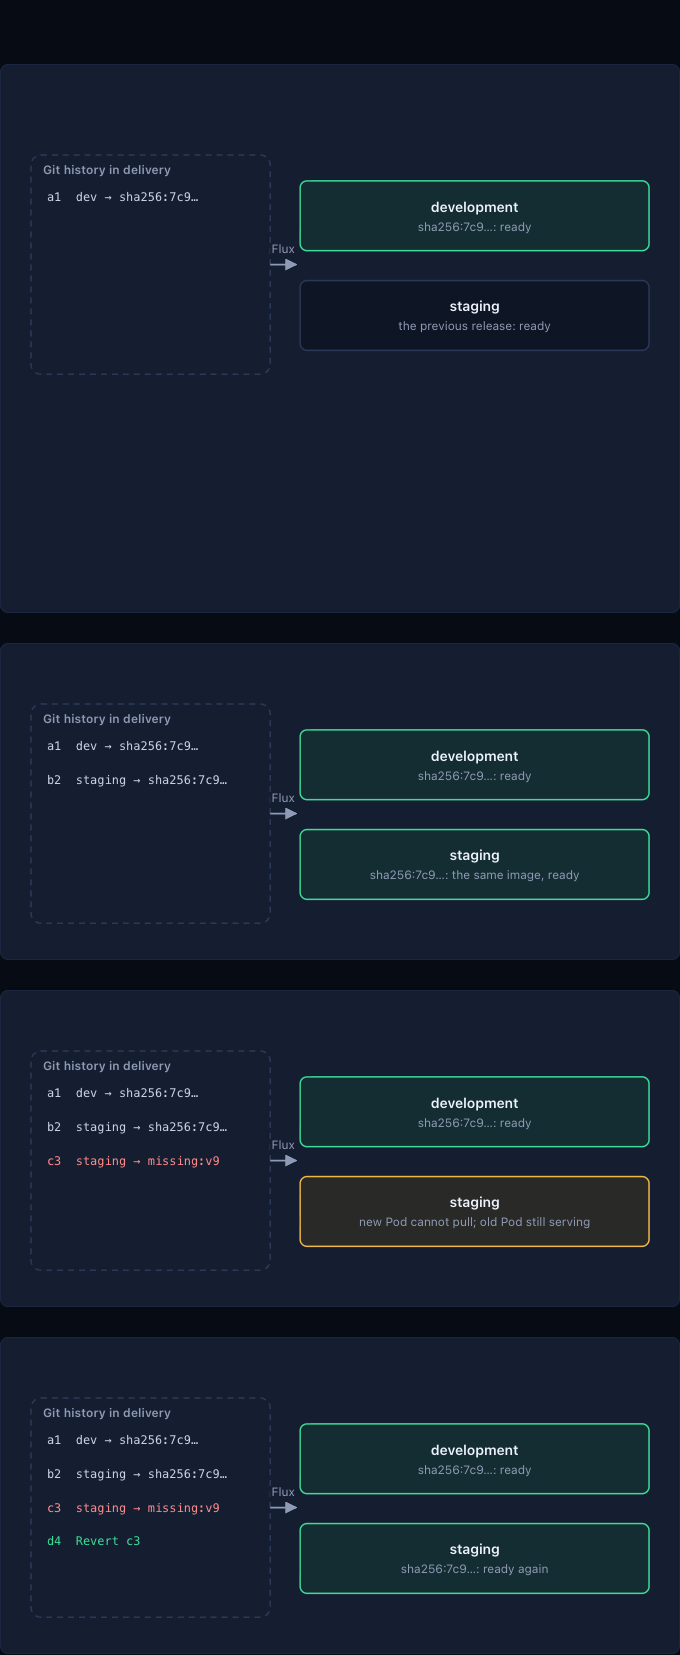 Git history in delivery
a1 dev → sha256:7c9…
Flux
development
sha256:7c9…: ready
staging
the previous release: ready
Git history in delivery
a1 dev → sha256:7c9…
b2 staging → sha256:7c9…
Flux
development
sha256:7c9…: ready
staging
sha256:7c9…: the same image, ready
Git history in delivery
a1 dev → sha256:7c9…
b2 staging → sha256:7c9…
c3 staging → missing:v9
Flux
development
sha256:7c9…: ready
staging
new Pod cannot pull; old Pod still serving
Git history in delivery
a1 dev → sha256:7c9…
b2 staging → sha256:7c9…
c3 staging → missing:v9
d4 Revert c3
Flux
development
sha256:7c9…: ready
staging
sha256:7c9…: ready again